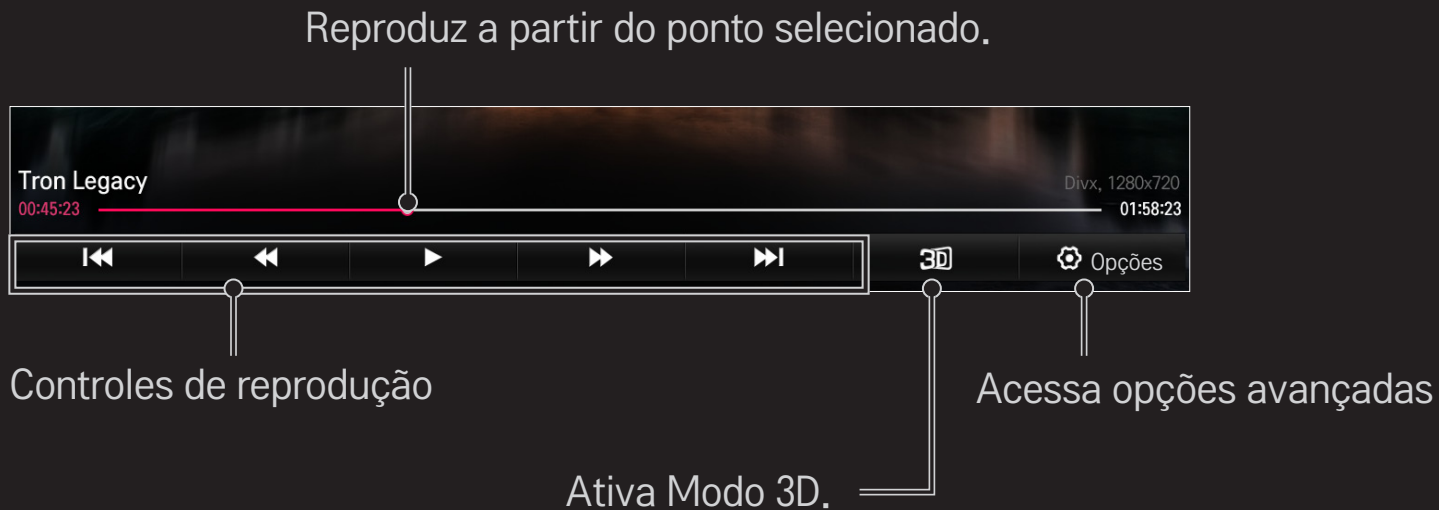 Reproduz a partir do ponto selecionado.
Tron Legacy
Divx, 1280x720
00:45:23
01:58:23
3D
Opções
Controles de reprodução
Acessa opções avançadas
Ativa Modo 3D.